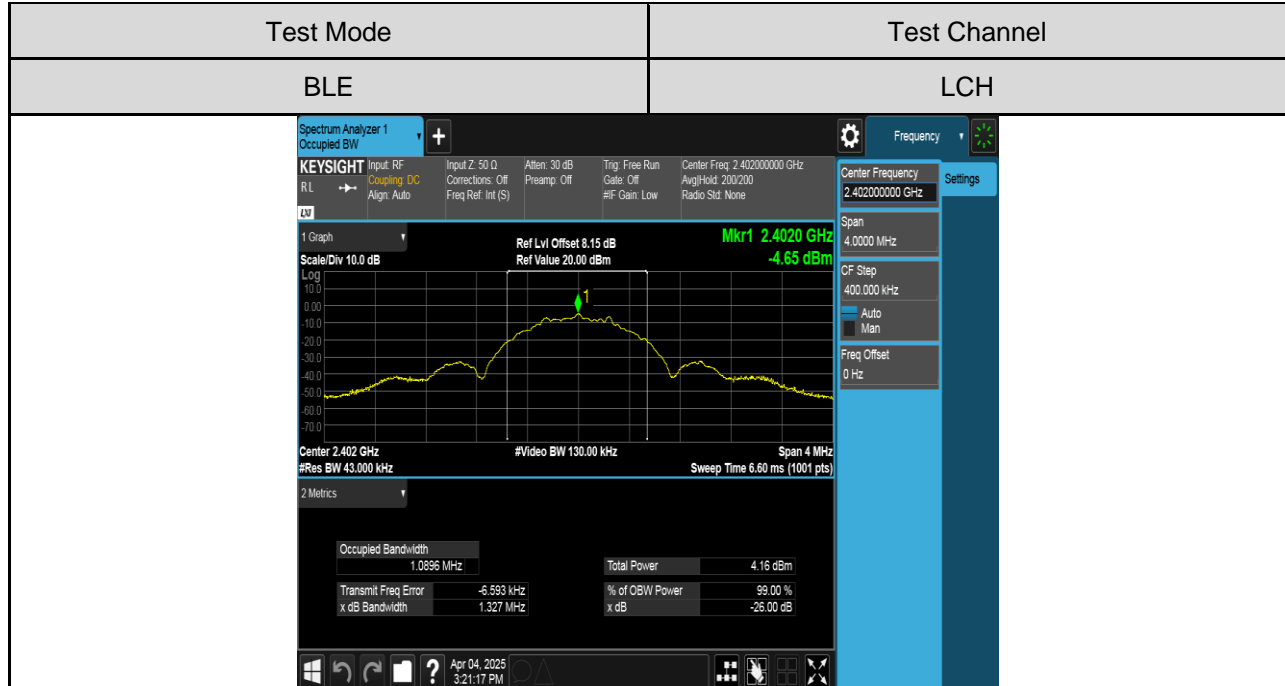 Test Mode
Test Channel
BLE
LCH
Spectrum Analyzer 1
Occupied BW
Frequency
KEYSIGHT
RL
LXI
Input: RF
Coupling: DC
Align: Auto
Input Z: 50 Ω
Corrections: Off
Freq Ref: Int (S)
Atten: 30 dB
Preamp: Off
Trig: Free Run
Gate: Off
#IF Gain: Low
Center Freq: 2.402000000 GHz
Avg|Hold: 200/200
Radio Std: None
Center Frequency
2.402000000 GHz
Settings
Span
4.0000 MHz
CF Step
400.000 kHz
Auto
Man
Freq Offset
0 Hz
1 Graph
Scale/Div 10.0 dB
Ref Lvl Offset 8.15 dB
Ref Value 20.00 dBm
Mkr1 2.4020 GHz
-4.65 dBm
Log
10.0
0.00
-10.0
-20.0
-30.0
-40.0
-50.0
-60.0
-70.0
1
Center 2.402 GHz
#Video BW 130.00 kHz
Span 4 MHz
#Res BW 43.000 kHz
Sweep Time 6.60 ms (1001 pts)
2 Metrics
Occupied Bandwidth
1.0896 MHz
Total Power 4.16 dBm
Transmit Freq Error -6.593 kHz
% of OBW Power 99.00 %
x dB Bandwidth 1.327 MHz
x dB -26.00 dB
?
Apr 04, 2025
3:21:17 PM